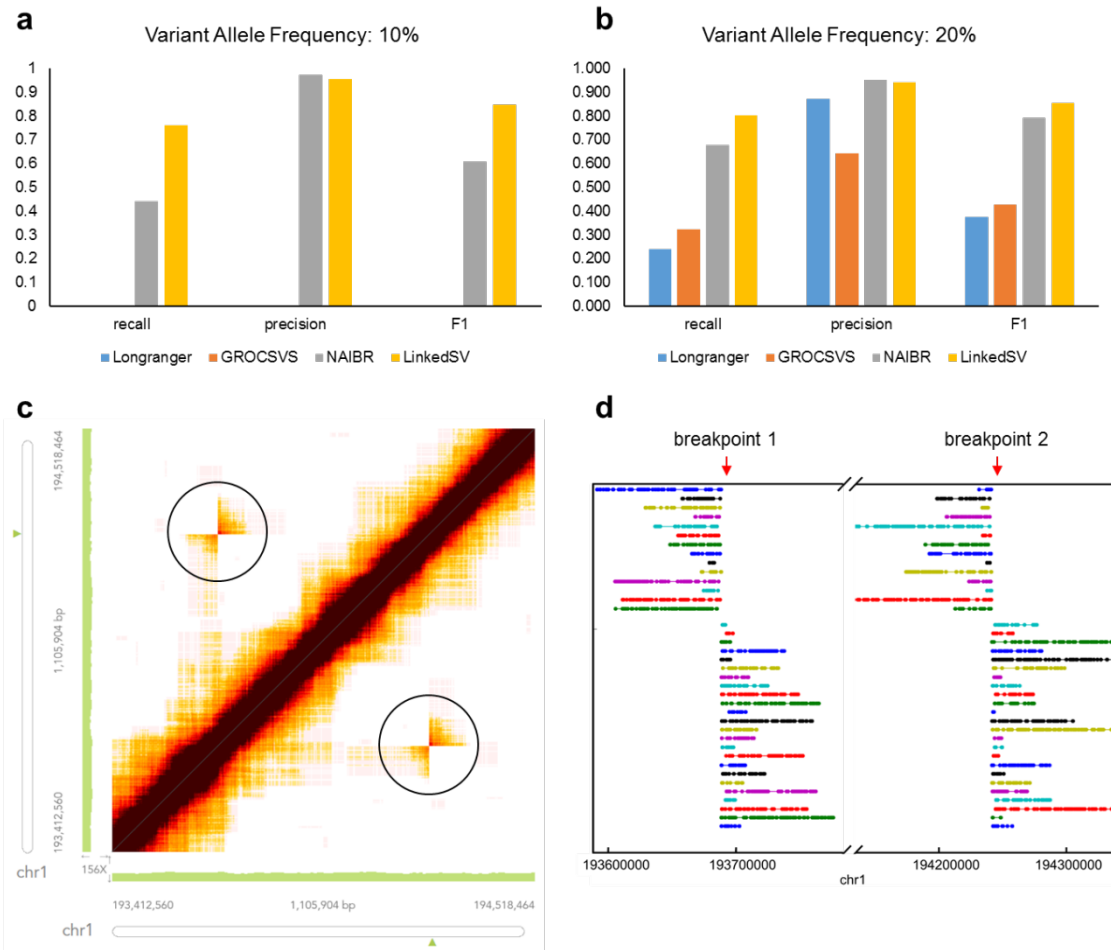 a
Variant Allele Frequency: 10%
1
0.9
0.8
0.7
0.6
0.5
0.4
0.3
0.2
0.1
0
recall precision F1
Longranger GROCSVS NAIBR LinkedSV
b
Variant Allele Frequency: 20%
1.000
0.900
0.800
0.700
0.600
0.500
0.400
0.300
0.200
0.100
0.000
recall precision F1
Longranger GROCSVS NAIBR LinkedSV
c
194,518,464
1,105,904 bp
193,412,560
chr1
156X
193,412,560 1,105,904 bp 194,518,464
chr1
d
breakpoint 1 breakpoint 2
193600000 193700000 194200000 194300000
chr1